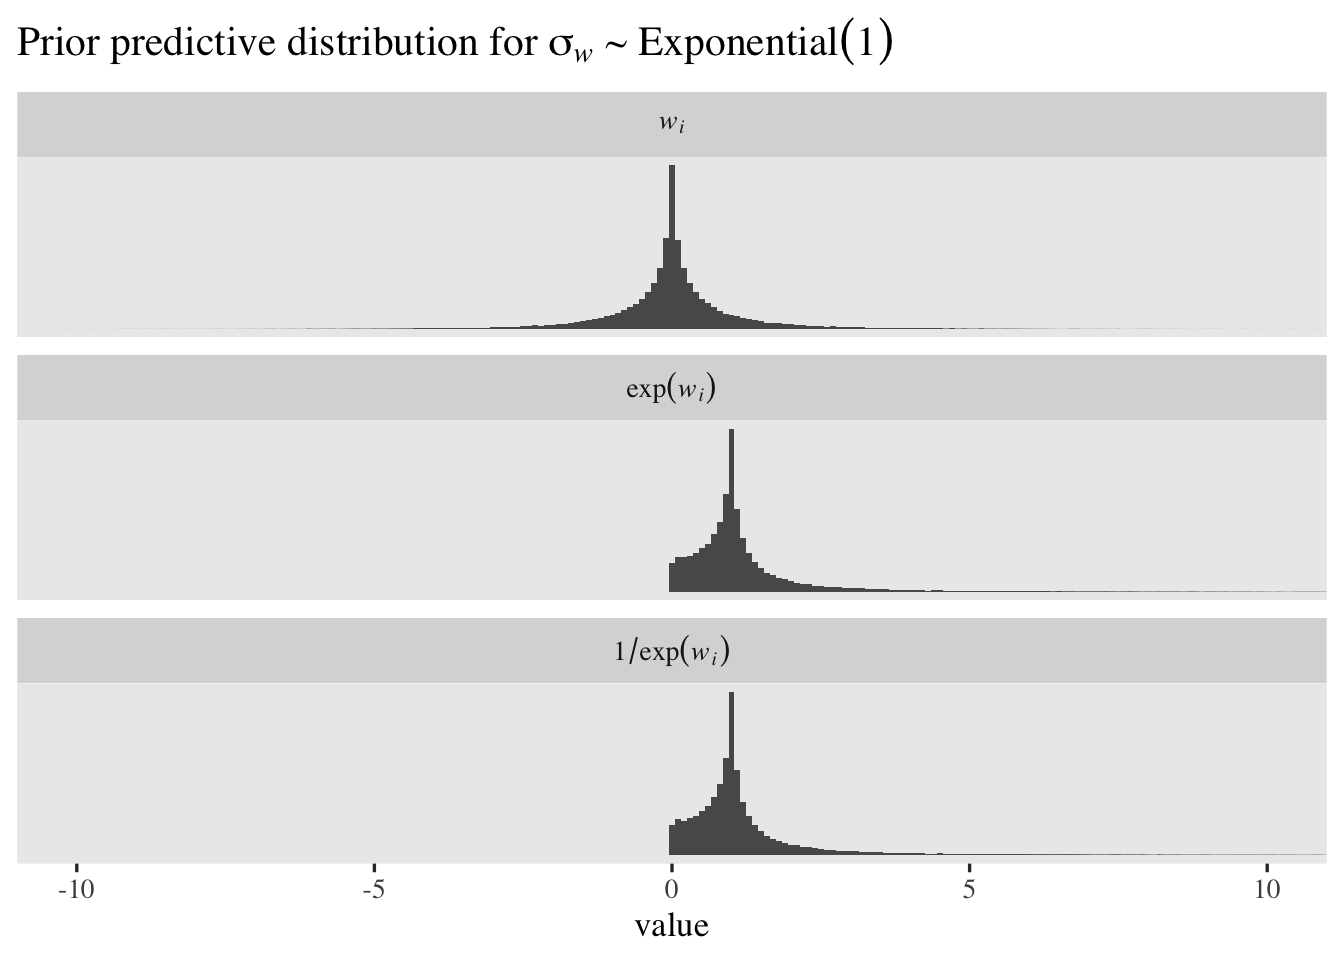 Prior predictive distribution for σw ~ Exponential(1)
wi
exp(wi)
1/exp(wi)
-10 -5 0 5 10
value